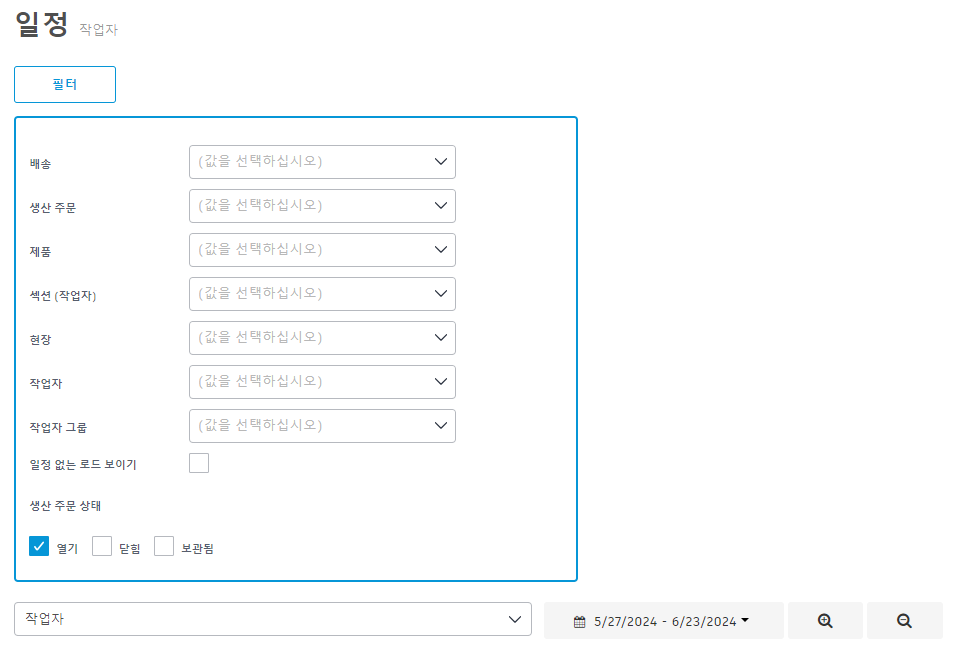 일정 작업자
필터
배송 (값을 선택하십시오)
생산 주문 (값을 선택하십시오)
제품 (값을 선택하십시오)
섹션 (작업자) (값을 선택하십시오)
현장 (값을 선택하십시오)
작업자 (값을 선택하십시오)
작업자 그룹 (값을 선택하십시오)
일정 없는 로드 보이기
생산 주문 상태
열기 닫힘 보관됨
작업자 5/27/2024 - 6/23/2024